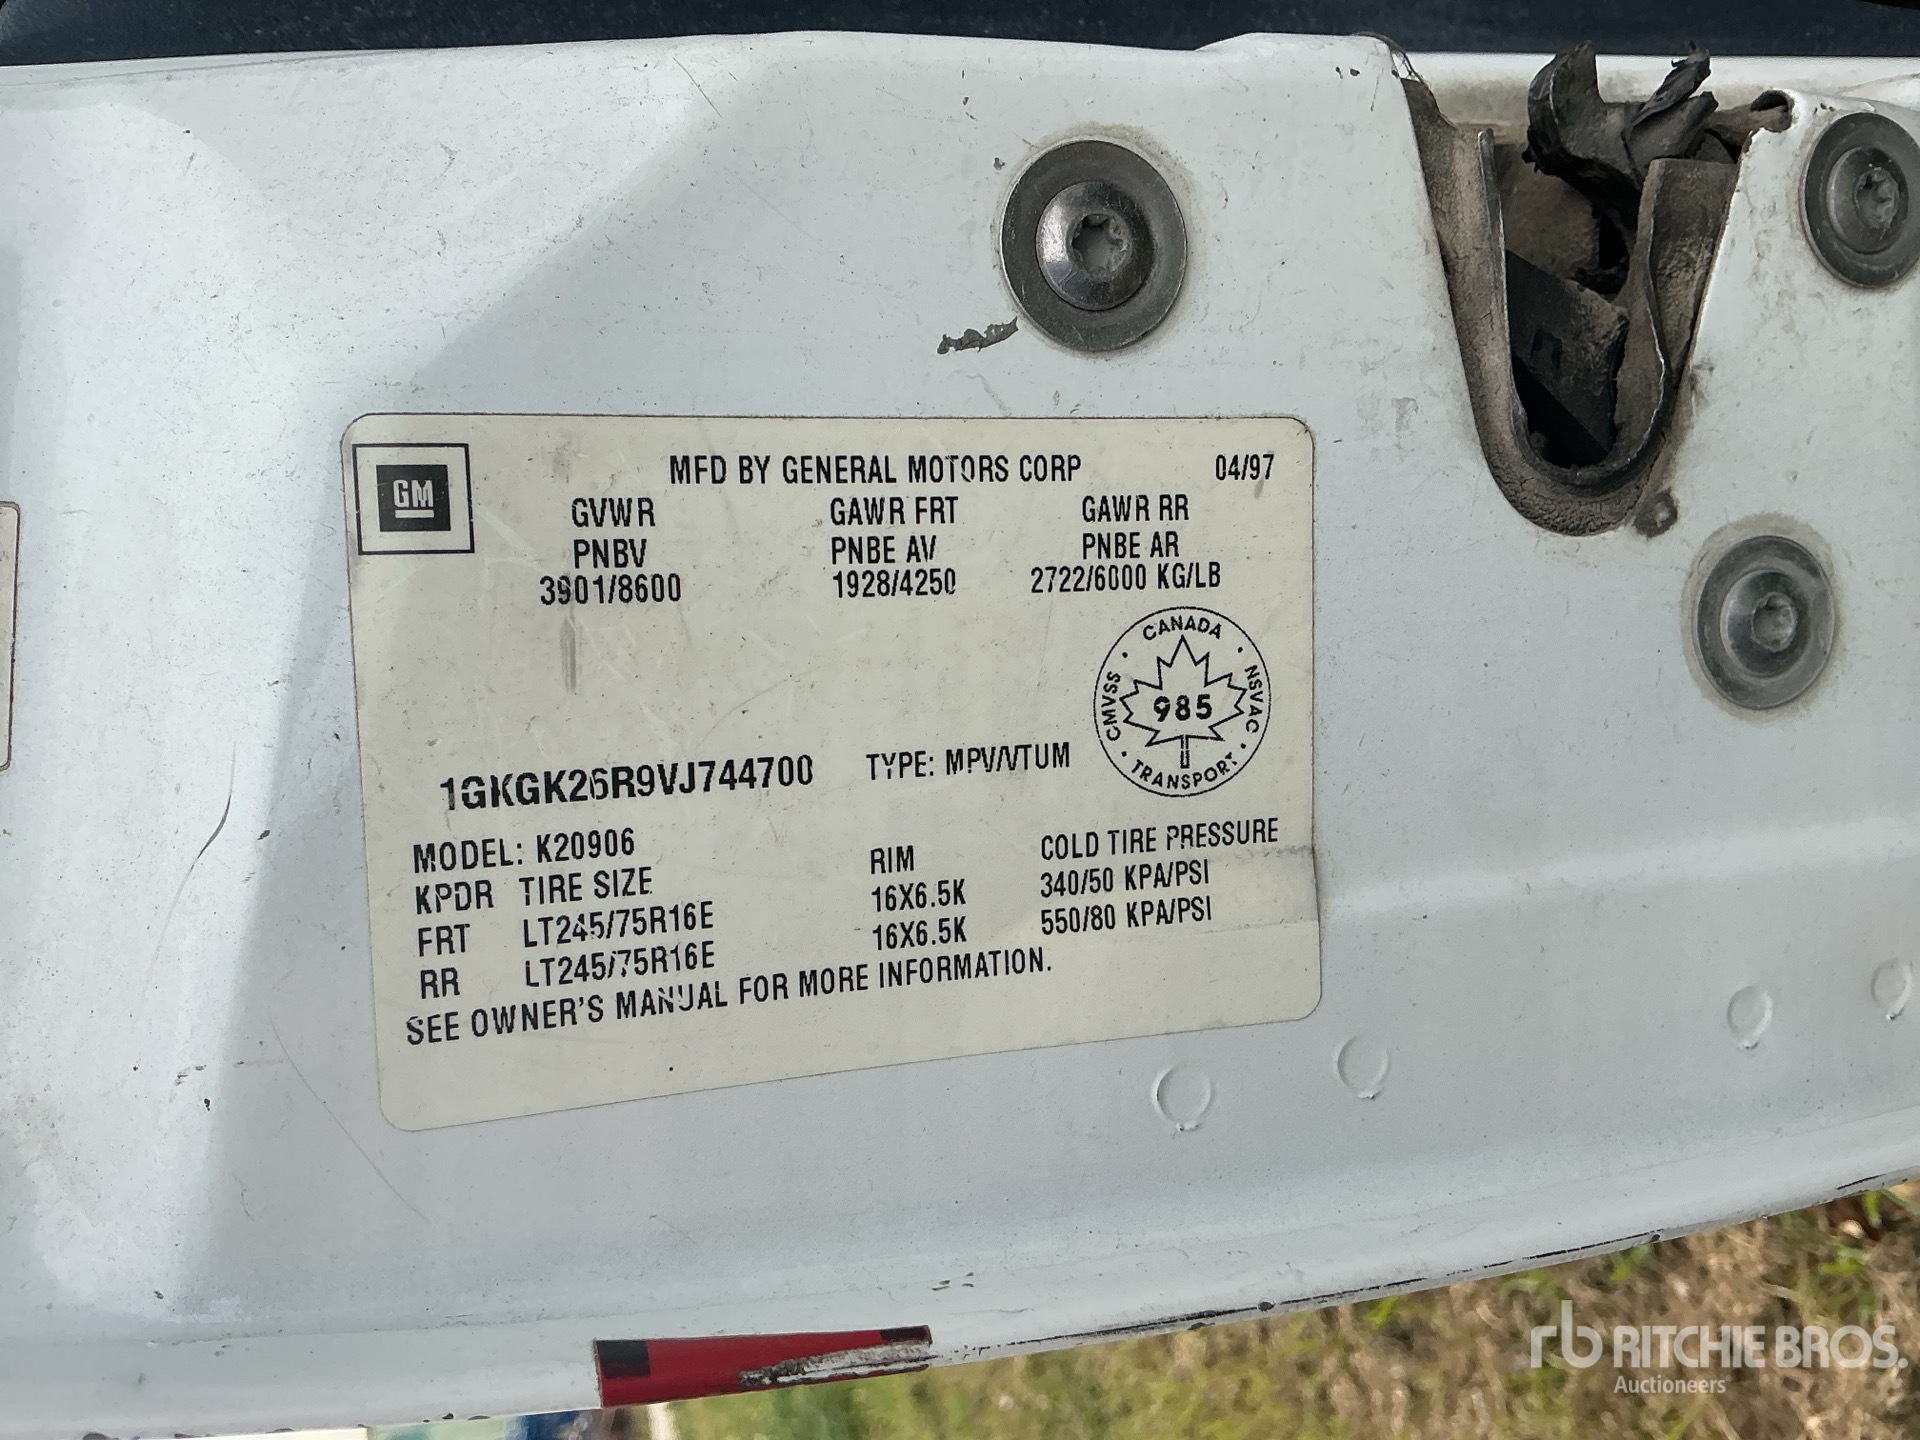 GM
MFD BY GENERAL MOTORS CORP 04/97
GVWR GAWR FRT GAWR RR
PNBV PNBE AV PNBE AR
3901/8600 1928/4250 2722/6000 KG/LB
CANADA
CMVSS 985 NSVAC
TRANSPORT
1GKGK26R9VJ744700 TYPE: MPV/VTUM
MODEL: K20906
KPDR TIRE SIZE RIM COLD TIRE PRESSURE
FRT LT245/75R16E 16X6.5K 340/50 KPA/PSI
RR LT245/75R16E 16X6.5K 550/80 KPA/PSI
SEE OWNER'S MANUAL FOR MORE INFORMATION.
rb RITCHIE BROS.
Auctioneers